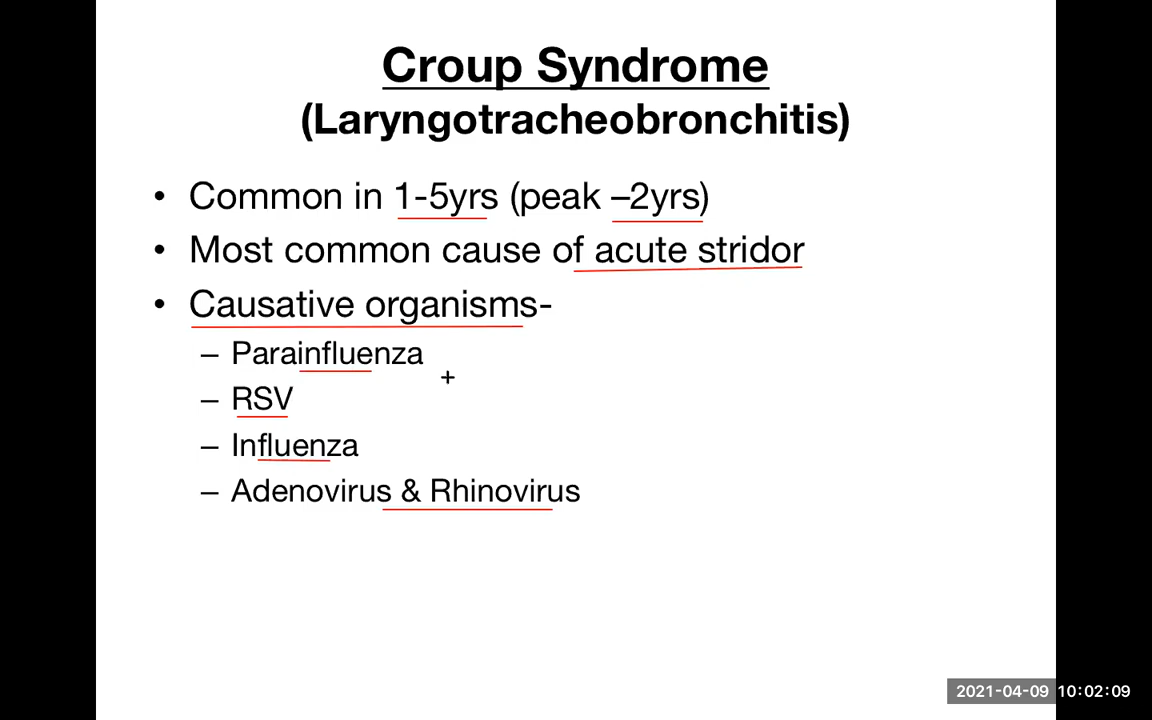 Croup Syndrome
(Laryngotracheobronchitis)
• Common in 1-5yrs (peak –2yrs)
• Most common cause of acute stridor
• Causative organisms-
– Parainfluenza
– RSV
– Influenza
– Adenovirus & Rhinovirus
2021-04-09 10:02:09